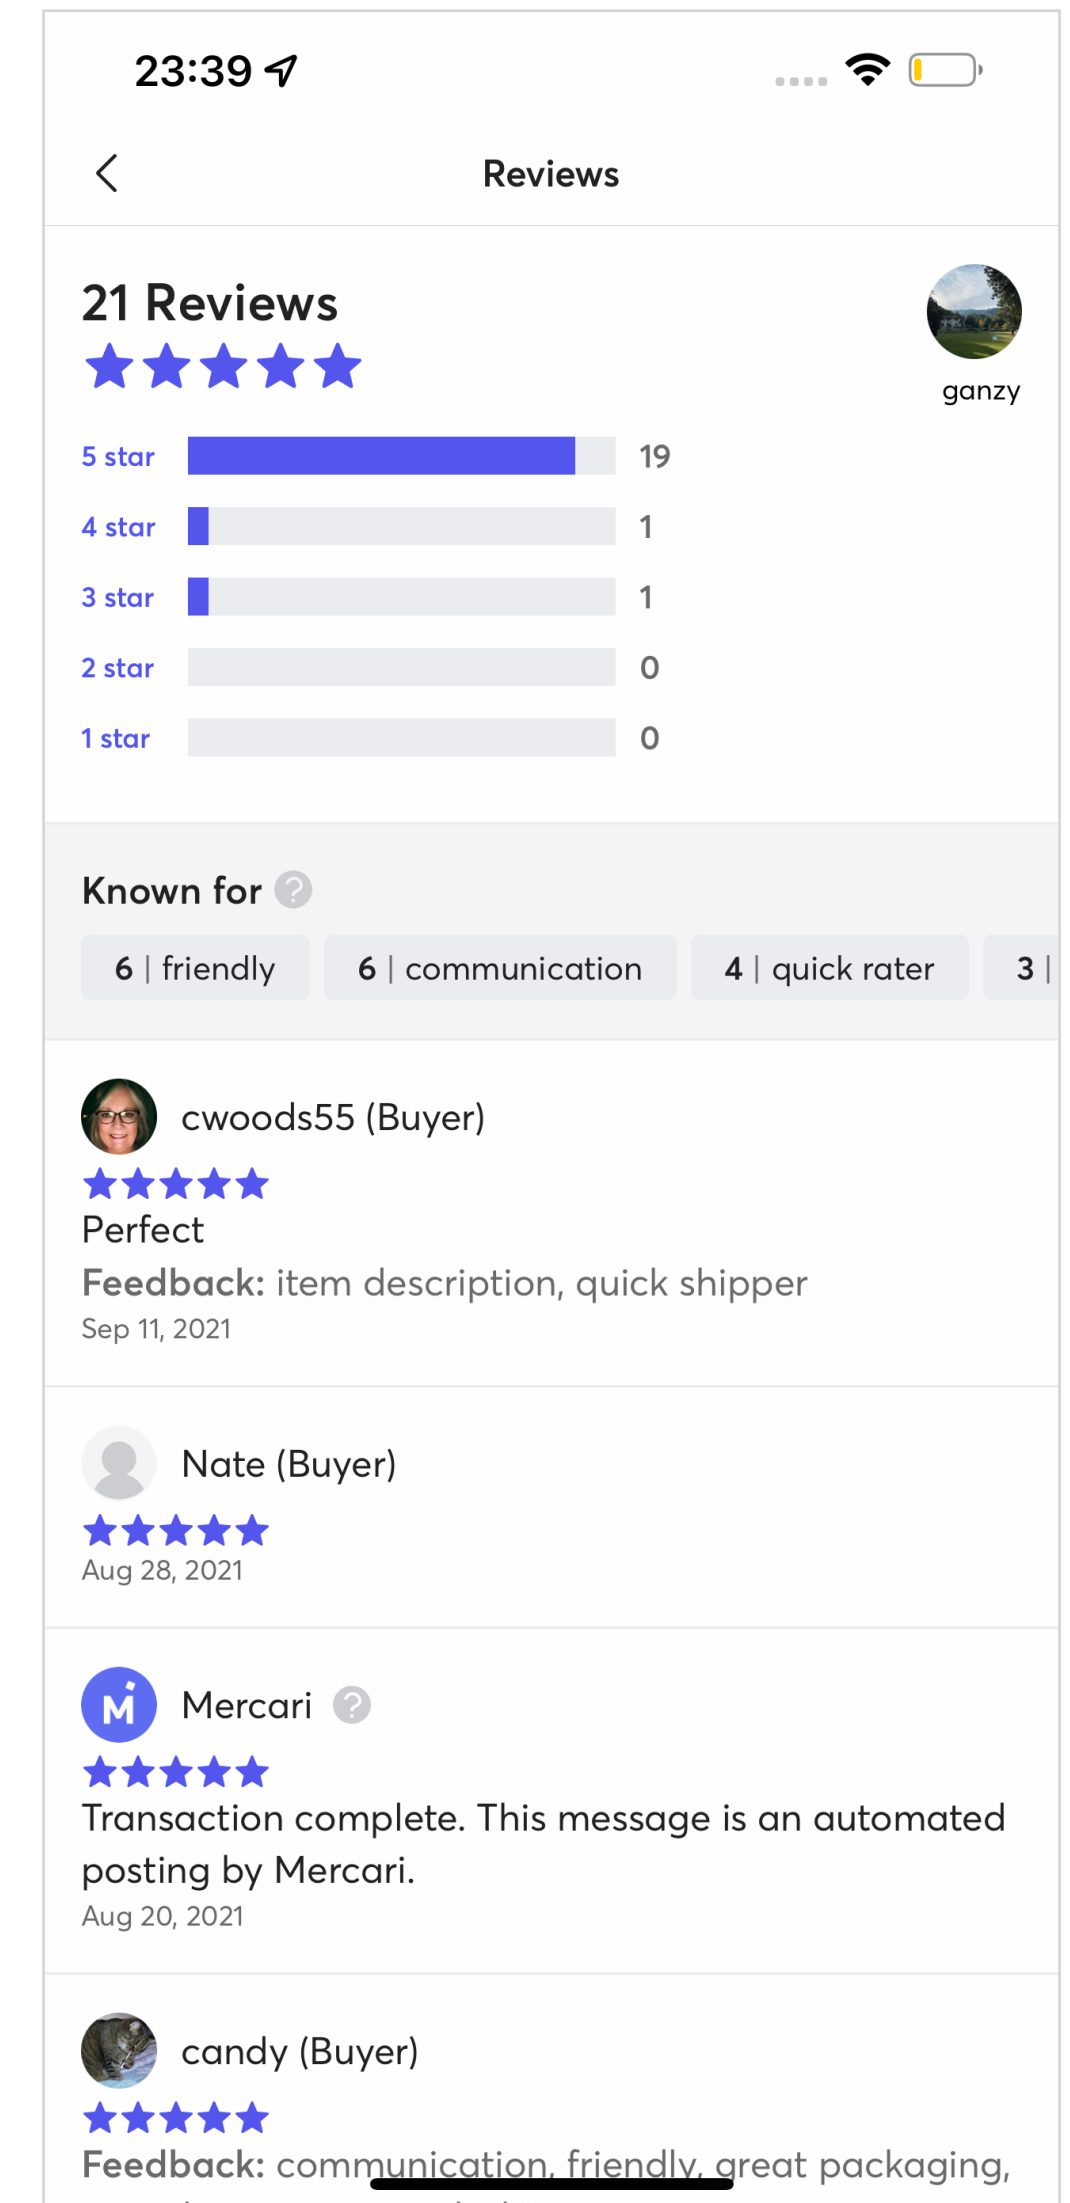 23:39
Reviews
21 Reviews
ganzy
5 star 19
4 star 1
3 star 1
2 star 0
1 star 0
Known for ?
6 | friendly 6 | communication 4 | quick rater 3 |
cwoods55 (Buyer)
Perfect
Feedback: item description, quick shipper
Sep 11, 2021
Nate (Buyer)
Aug 28, 2021
M Mercari ?
Transaction complete. This message is an automated
posting by Mercari.
Aug 20, 2021
candy (Buyer)
Feedback: communication, friendly, great packaging,